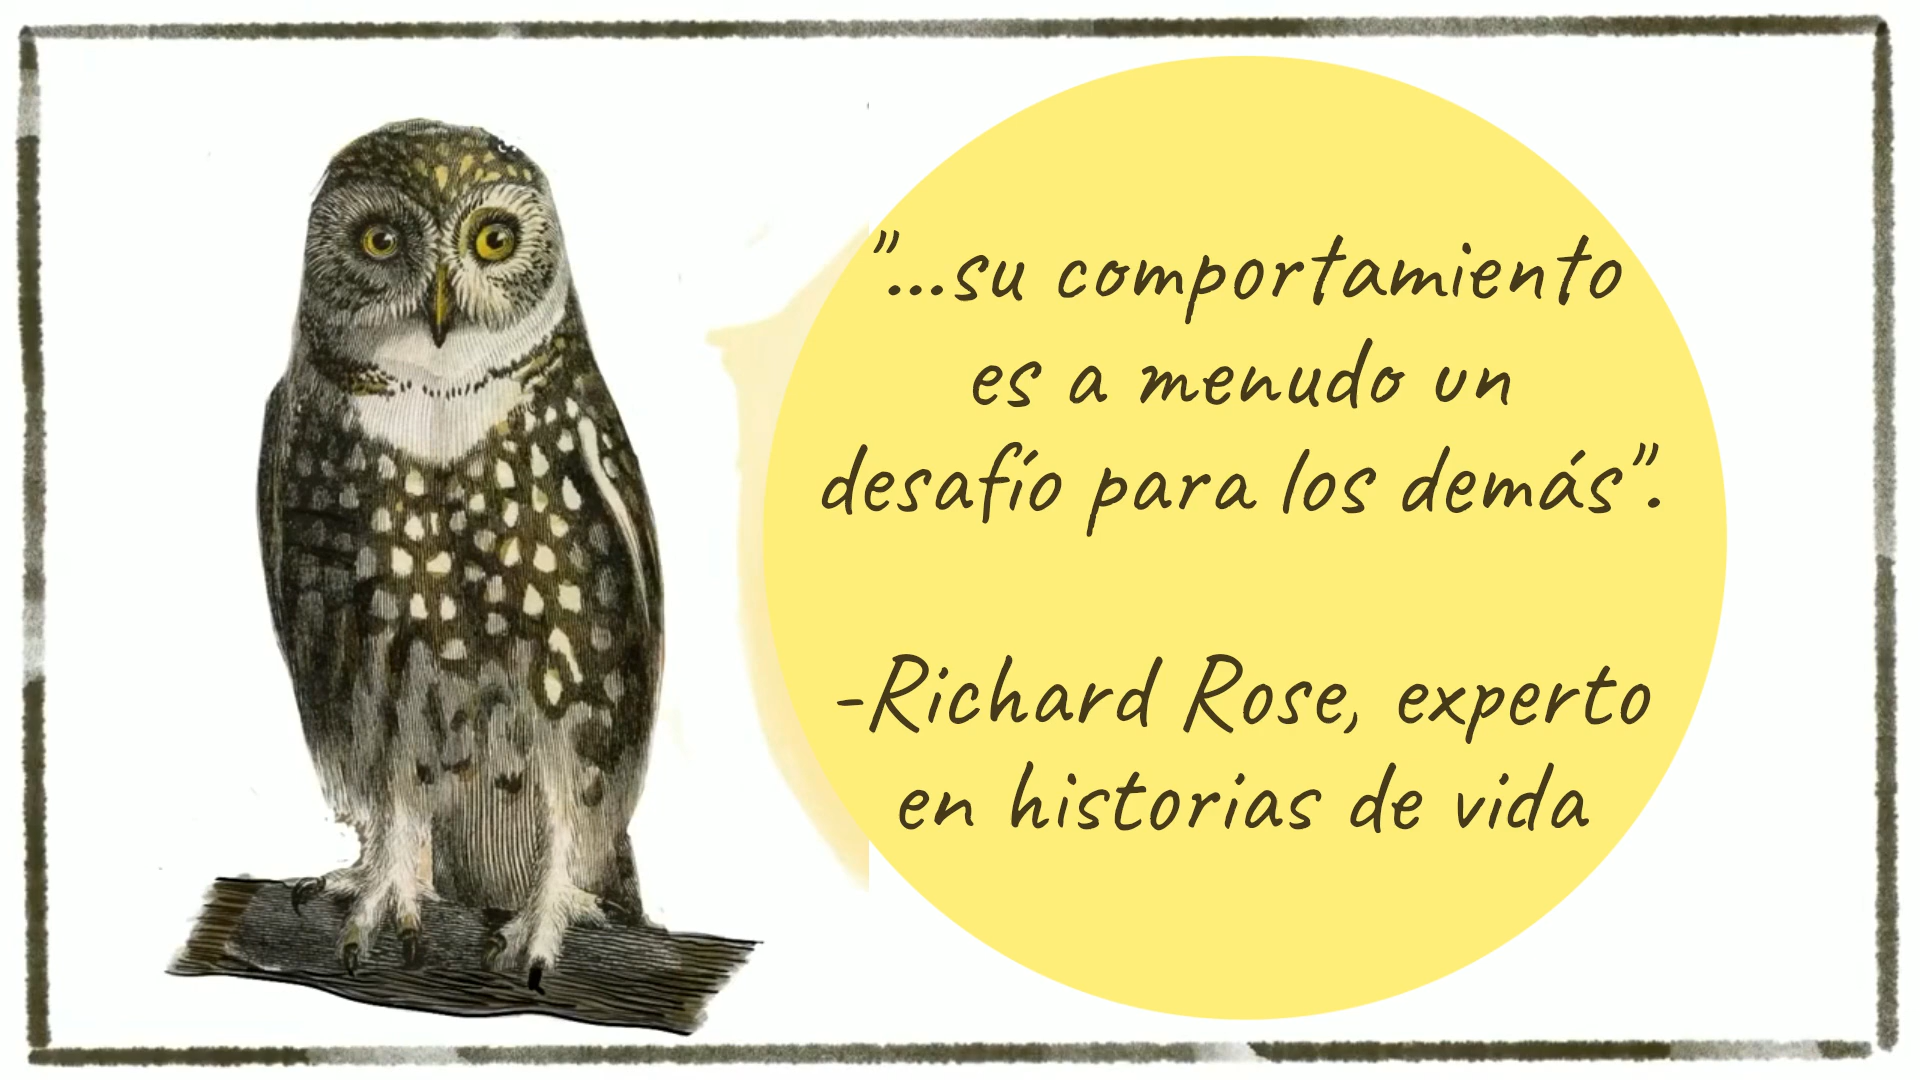 "...su comportamiento
es a menudo un
desafío para los demás".
-Richard Rose, experto
en historias de vida